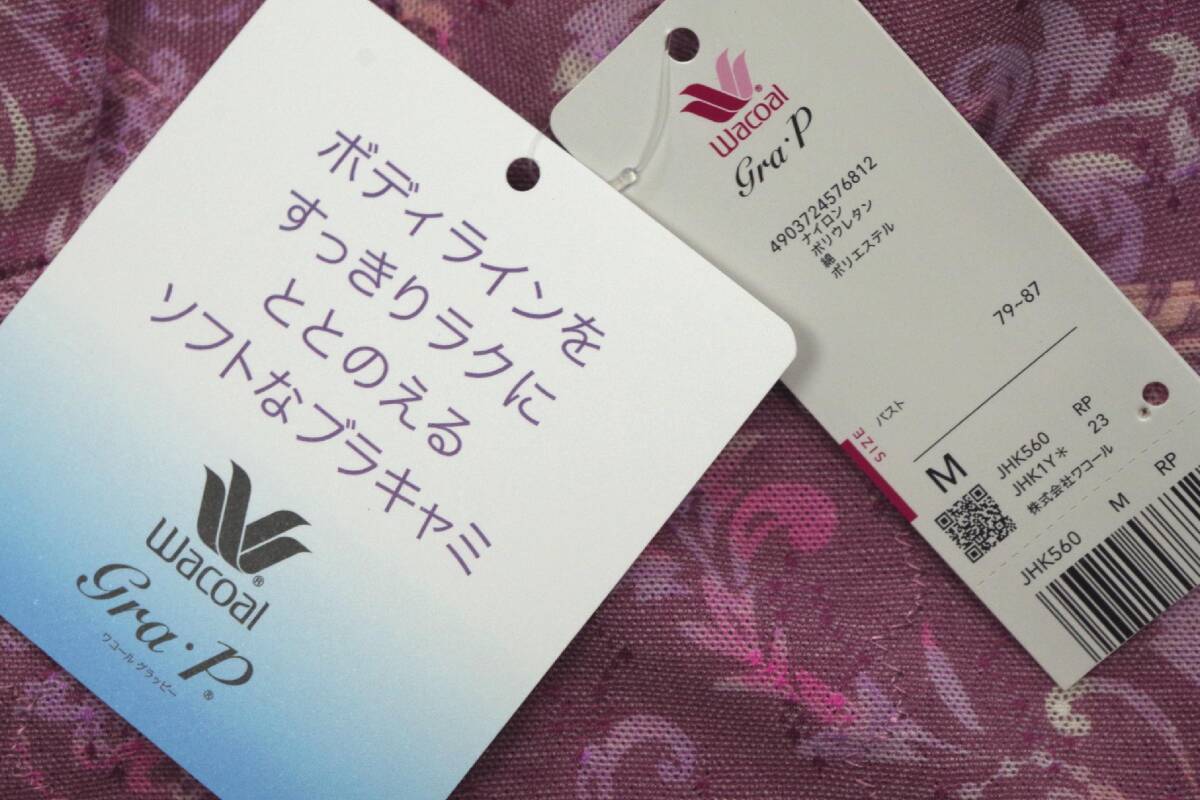 ボディラインを
すっきりラクに
ととのえる
ソフトなブラキャミ
wacoal®
Gra・P®
ワコール グラッピー
wacoal®
Gra・P
4903724576812
ナイロン
ポリウレタン
綿
ポリエステル
SIZE
バスト 79~87
M
JHK560 RP
JHK1Y* 23
株式会社ワコール
JHK560 M RP